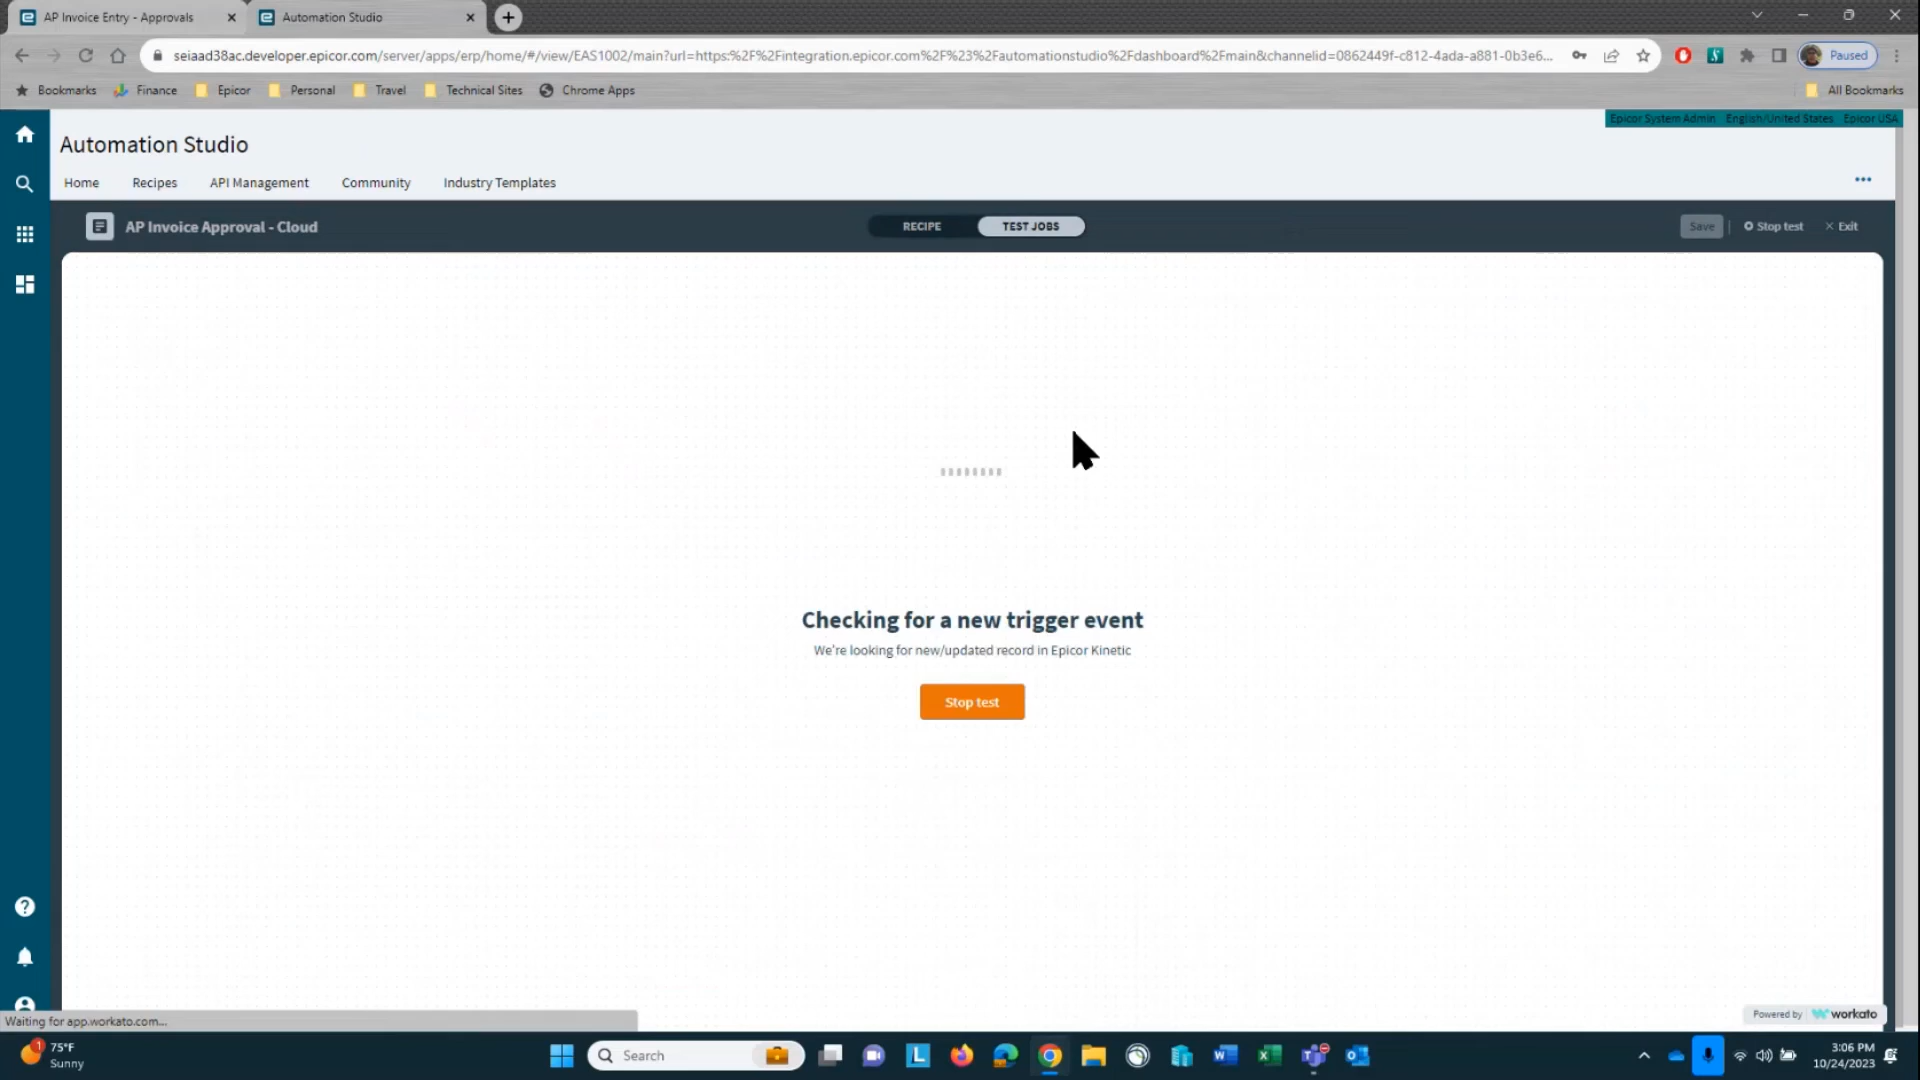 AP Invoice Entry - Approvals
Automation Studio
seiaad38ac.developer.epicor.com/server/apps/erp/home/#/view/EAS1002/main?url=https:%2F%2Fintegration.epicor.com%2F%23%2Fautomationstudio%2Fdashboard%2Fmain&channelid=0862449f-c812-4ada-a881-0b3e6...
Paused
Bookmarks
Finance
Epicor
Personal
Travel
Technical Sites
Chrome Apps
All Bookmarks
Epicor System Admin English/United States Epicor USA
Automation Studio
Home
Recipes
API Management
Community
Industry Templates
AP Invoice Approval - Cloud
RECIPE
TEST JOBS
Save
Stop test
Exit
Checking for a new trigger event
We're looking for new/updated record in Epicor Kinetic
Stop test
Powered by workato
Waiting for app.workato.com...
1
75°F
Sunny
Search
3:06 PM
10/24/2023